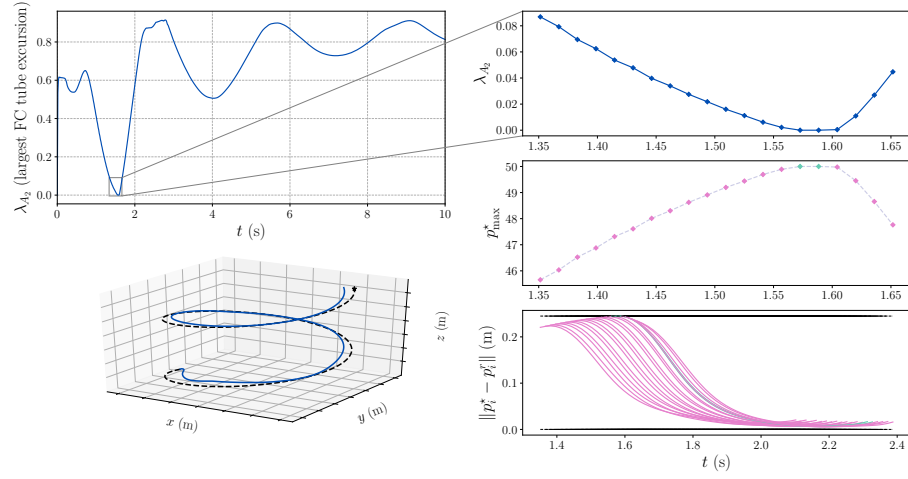 λ_{A_2} (largest FC tube excursion)
0.8
0.6
0.4
0.2
0.0
0 2 4 6 8 10
t (s)
λ_{A_2}
0.08
0.06
0.04
0.02
0.00
1.35 1.40 1.45 1.50 1.55 1.60 1.65
p^⋆_{max}
50
49
48
47
46
1.35 1.40 1.45 1.50 1.55 1.60 1.65
x (m)
y (m)
z (m)
||p^⋆_i − p^r_i|| (m)
0.2
0.1
0.0
1.4 1.6 1.8 2.0 2.2 2.4
t (s)